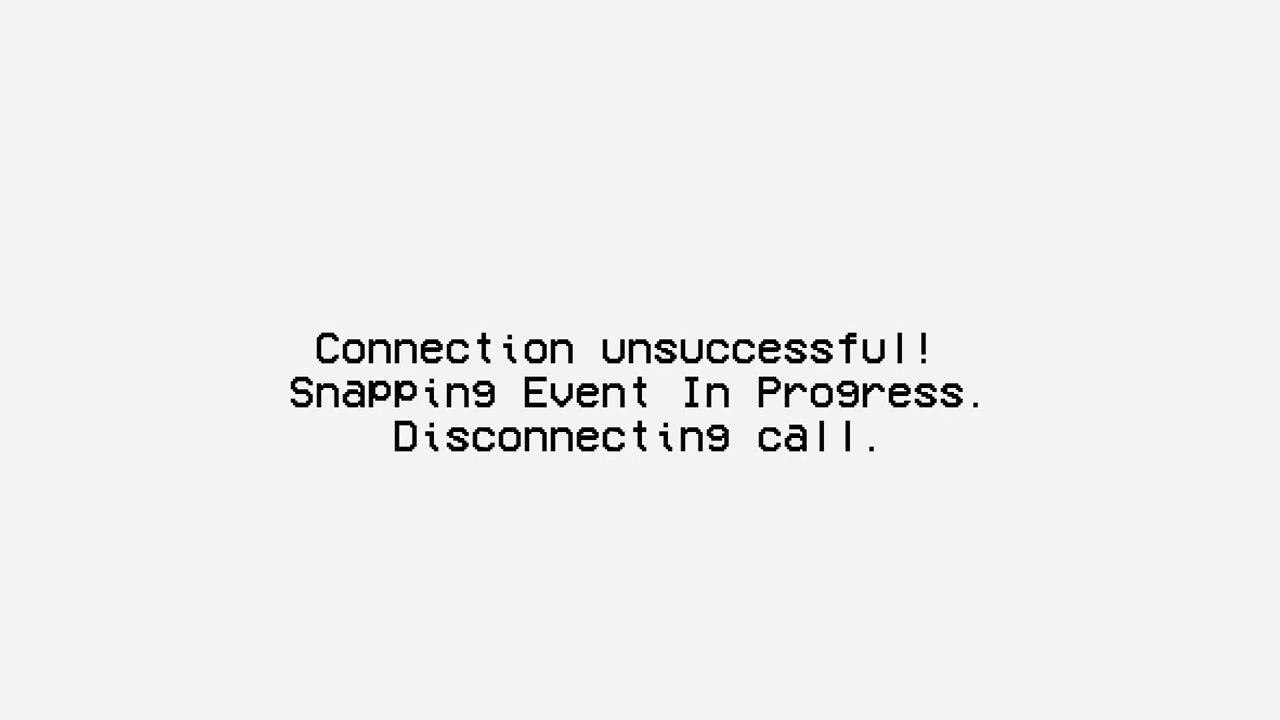 Connection unsuccessful!
Snapping Event In Progress.
Disconnecting call.